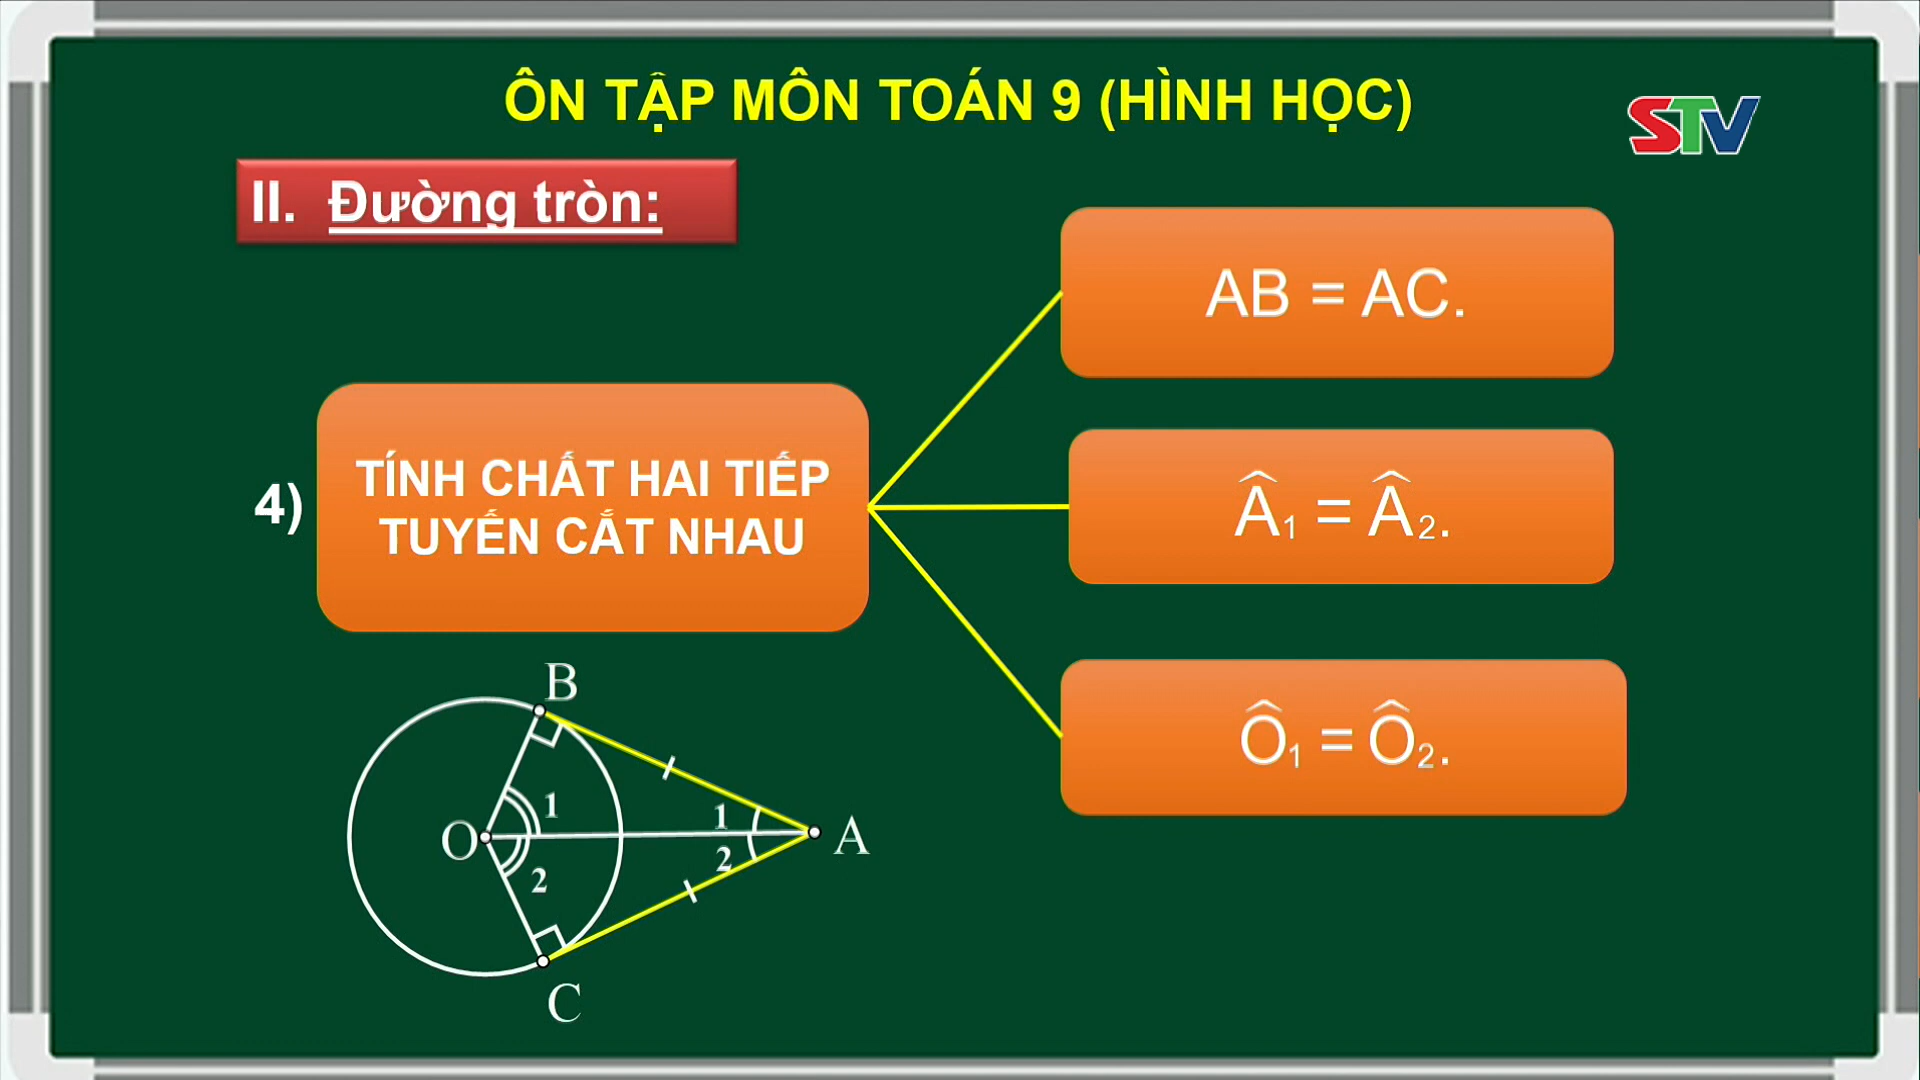 ÔN TẬP MÔN TOÁN 9 (HÌNH HỌC)
STV
II. Đường tròn:
AB = AC.
4)
TÍNH CHẤT HAI TIẾP
TUYẾN CẮT NHAU
Â₁ = Â₂.
Ô₁ = Ô₂.
B
1
O
2
1
2
A
C